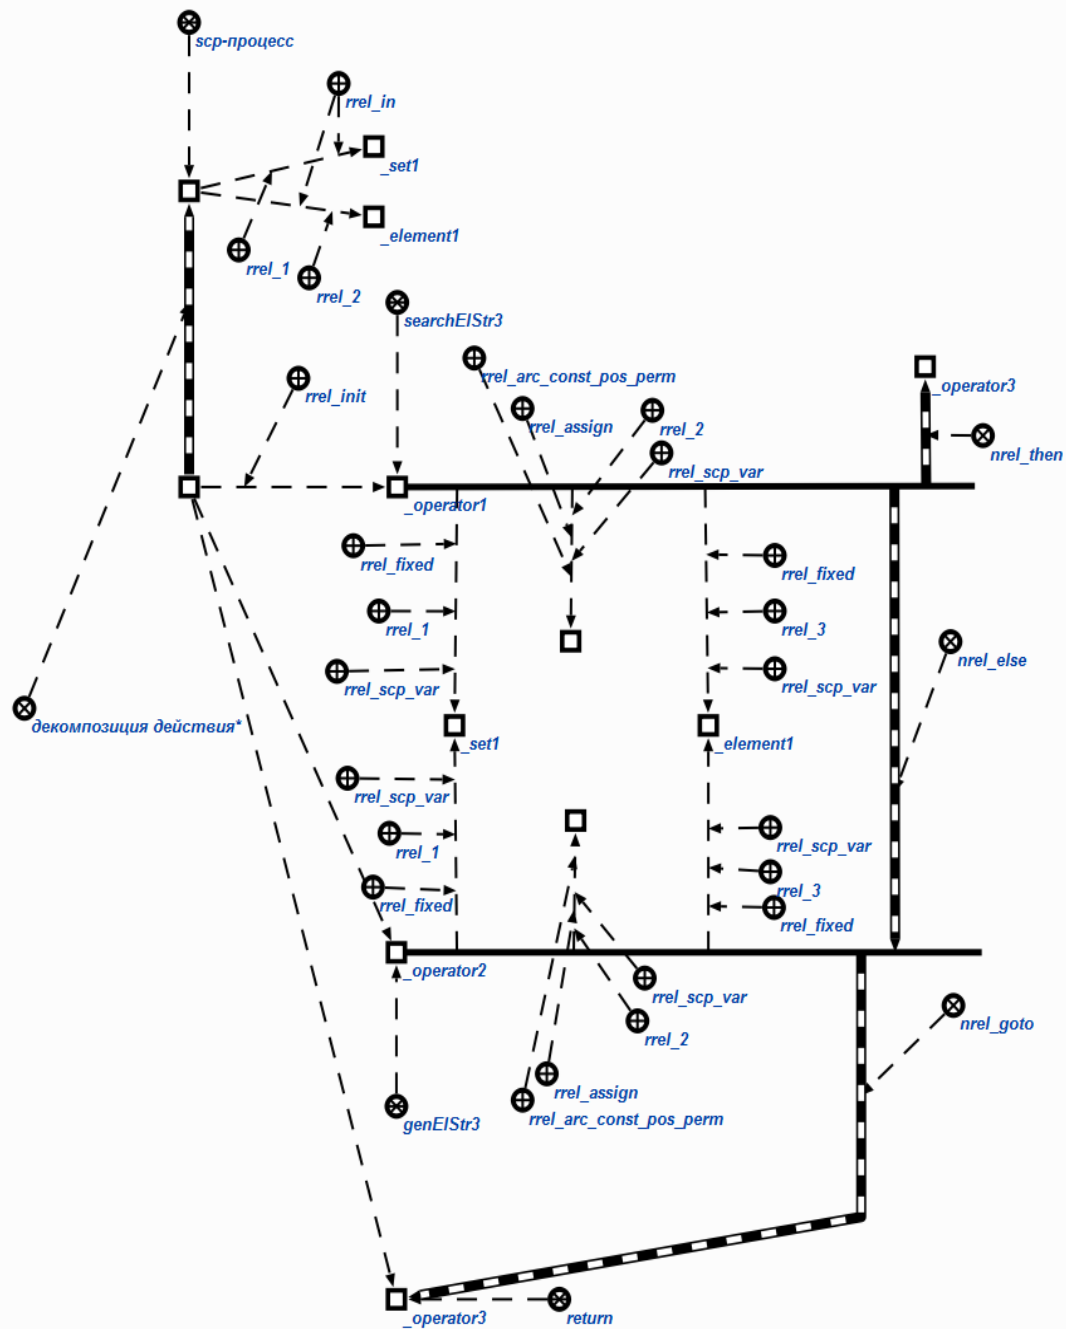 scp-процесс
rrel_in
_set1
_element1
rrel_1
rrel_2
searchElStr3
rrel_arc_const_pos_perm
_operator3
rrel_init
rrel_assign
rrel_2
nrel_then
rrel_scp_var
_operator1
rrel_fixed
rrel_fixed
rrel_1
rrel_3
nrel_else
rrel_scp_var
rrel_scp_var
декомпозиция действия*
_set1
_element1
rrel_scp_var
rrel_1
rrel_scp_var
rrel_3
rrel_fixed
rrel_fixed
_operator2
rrel_scp_var
nrel_goto
rrel_2
rrel_assign
genElStr3
rrel_arc_const_pos_perm
_operator3
return